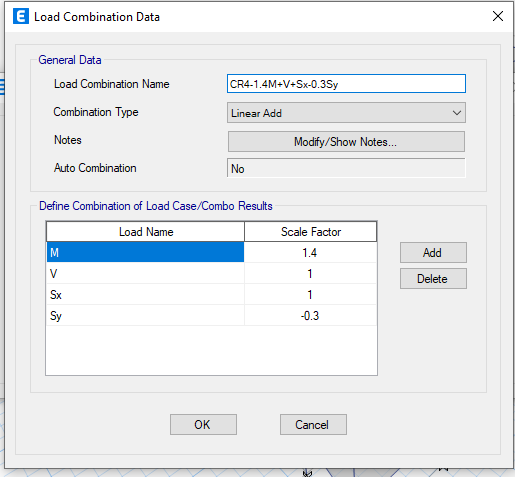 E Load Combination Data
General Data
Load Combination Name CR4-1.4M+V+Sx-0.3Sy
Combination Type Linear Add
Notes Modify/Show Notes...
Auto Combination No
Define Combination of Load Case/Combo Results
Load Name Scale Factor
M 1.4 Add
V 1
Sx 1 Delete
Sy -0.3
OK Cancel